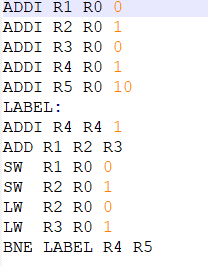 ADDI R1 R0 0
ADDI R2 R0 1
ADDI R3 R0 0
ADDI R4 R0 1
ADDI R5 R0 10
LABEL:
ADDI R4 R4 1
ADD R1 R2 R3
SW  R1 R0 0
SW  R2 R0 1
LW  R2 R0 0
LW  R3 R0 1
BNE LABEL R4 R5